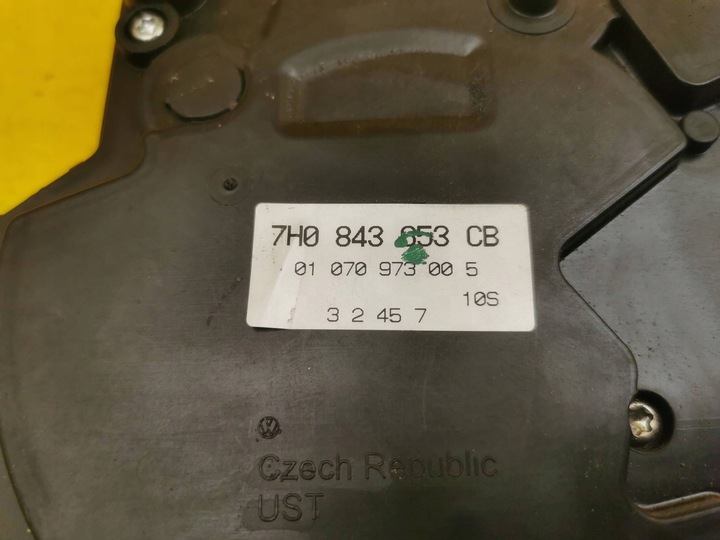 7H0 843 653 CB
01 070 973 00 5
10S
3 2 45 7
Czech Republic
UST